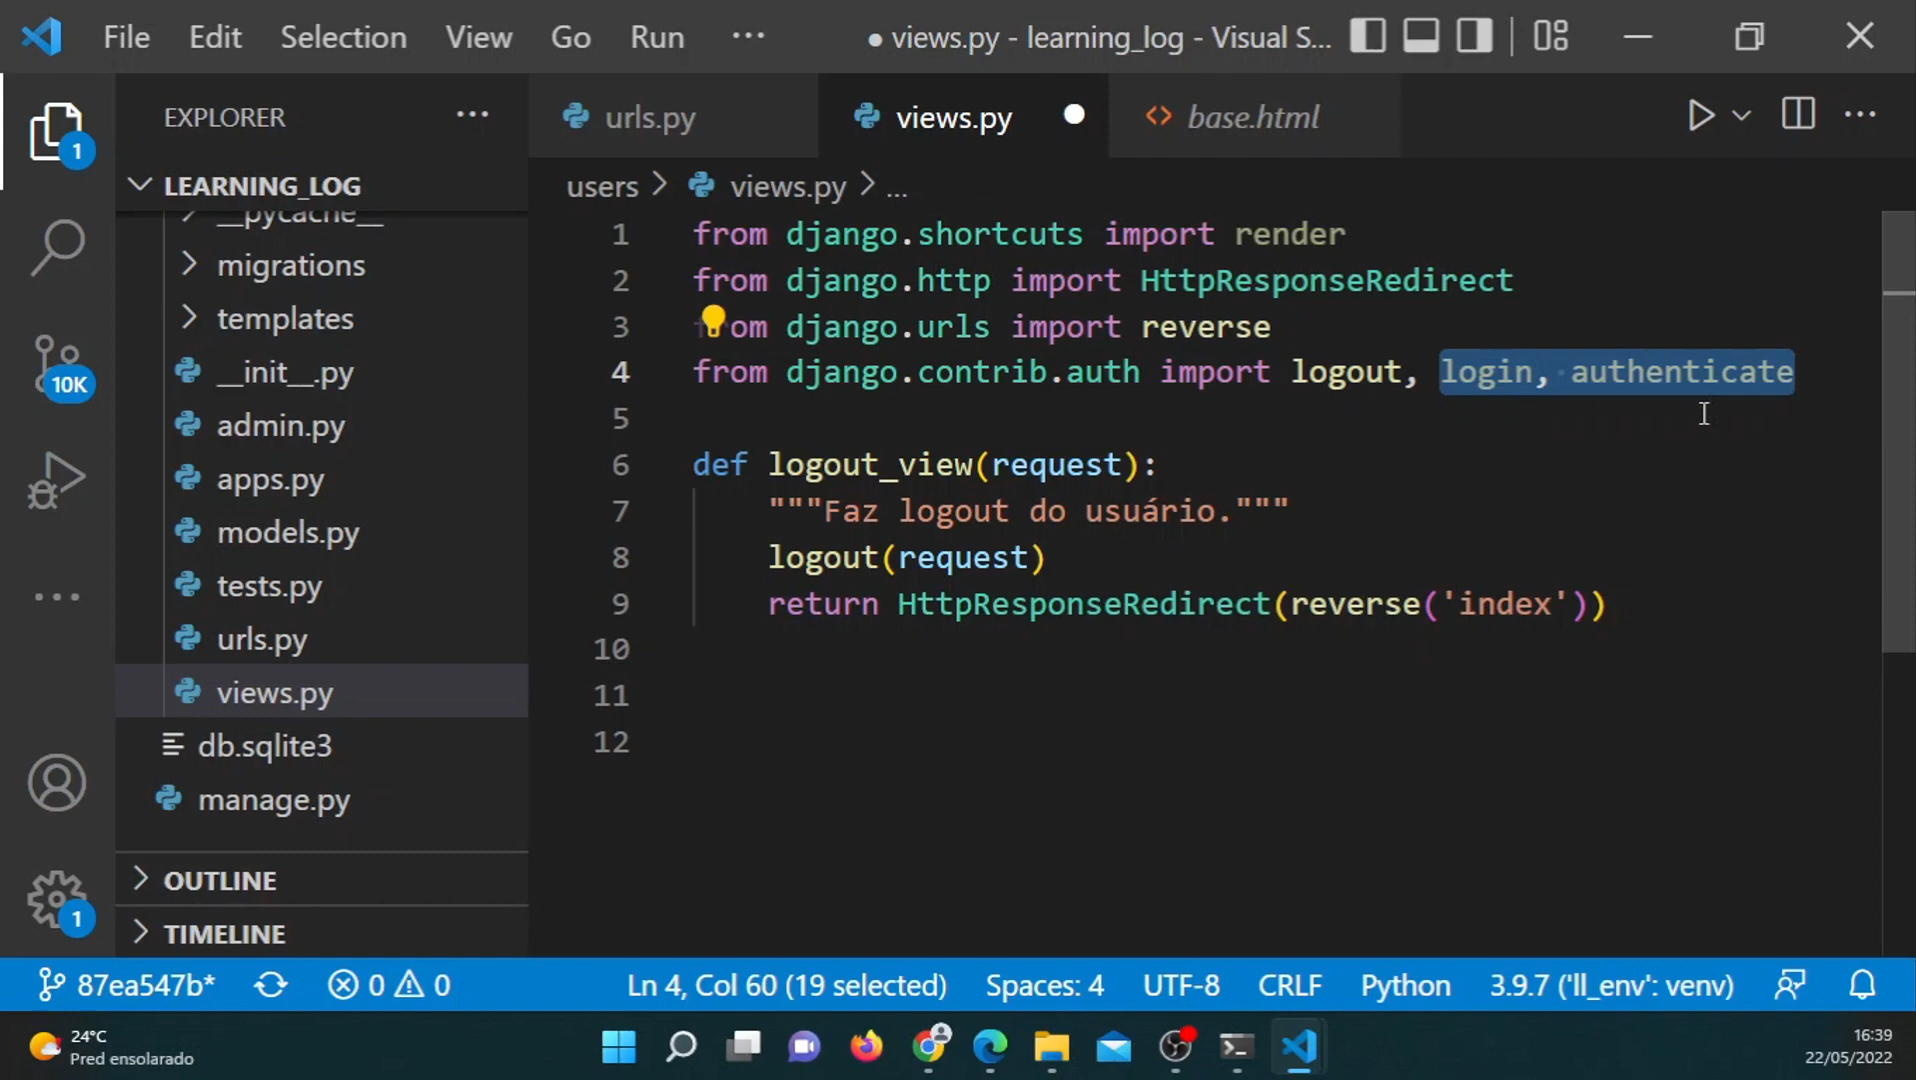 File Edit Selection View Go Run ··· ● views.py - learning_log - Visual S...
EXPLORER ···
urls.py
views.py
base.html
1
LEARNING_LOG
users > views.py > ...
__pycache__
migrations
templates
__init__.py
admin.py
apps.py
models.py
tests.py
urls.py
views.py
db.sqlite3
manage.py
OUTLINE
TIMELINE
10K
1
1 from django.shortcuts import render
2 from django.http import HttpResponseRedirect
3 from django.urls import reverse
4 from django.contrib.auth import logout, login, authenticate
5
6 def logout_view(request):
7 """Faz logout do usuário."""
8 logout(request)
9 return HttpResponseRedirect(reverse('index'))
10
11
12
87ea547b* 0 0 Ln 4, Col 60 (19 selected) Spaces: 4 UTF-8 CRLF Python 3.9.7 ('ll_env': venv)
24°C
Pred ensolarado
16:39
22/05/2022